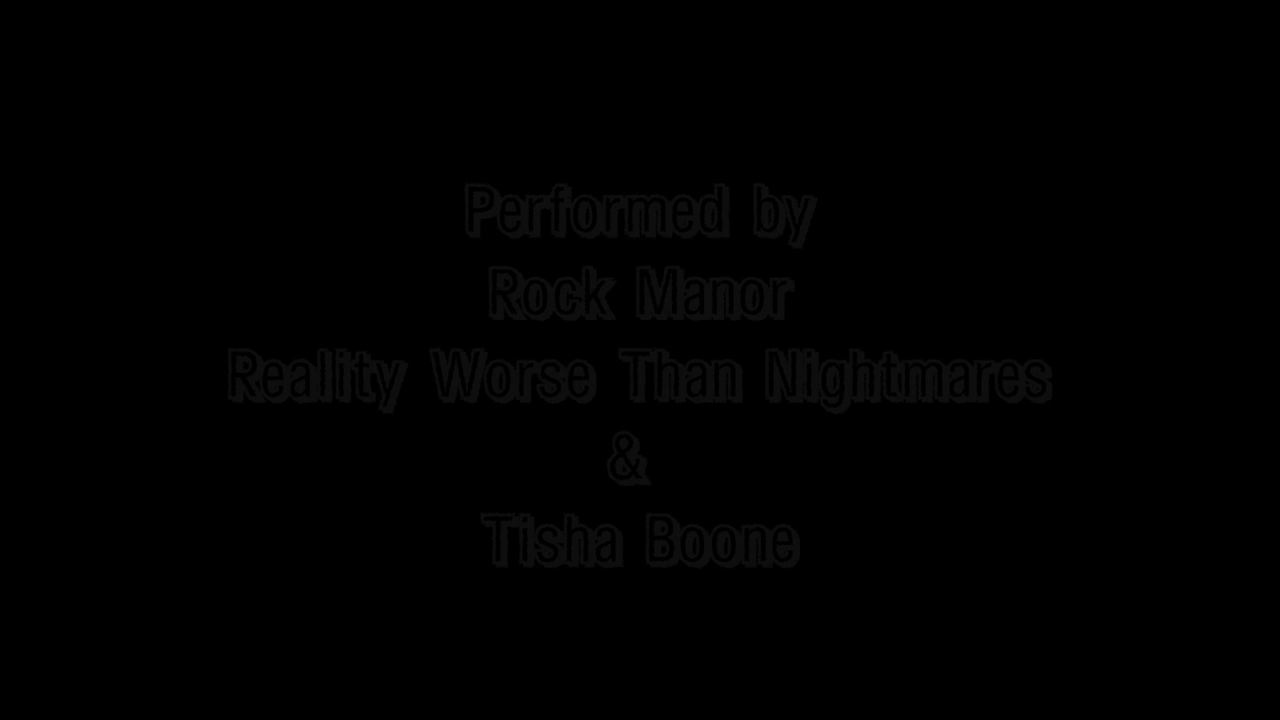 Performed by
Rock Manor
Reality Worse Than Nightmares
&
Tisha Boone